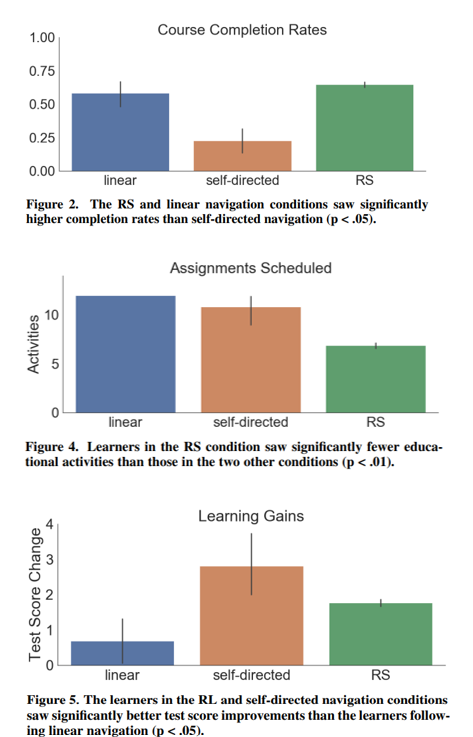 Course Completion Rates
1.00
0.75
0.50
0.25
0.00
linear self-directed RS
Figure 2. The RS and linear navigation conditions saw significantly
higher completion rates than self-directed navigation (p < .05).
Assignments Scheduled
Activities
10
5
0
linear self-directed RS
Figure 4. Learners in the RS condition saw significantly fewer educa-
tional activities than those in the two other conditions (p < .01).
Learning Gains
Test Score Change
4
3
2
1
0
linear self-directed RS
Figure 5. The learners in the RL and self-directed navigation conditions
saw significantly better test score improvements than the learners follow-
ing linear navigation (p < .05).